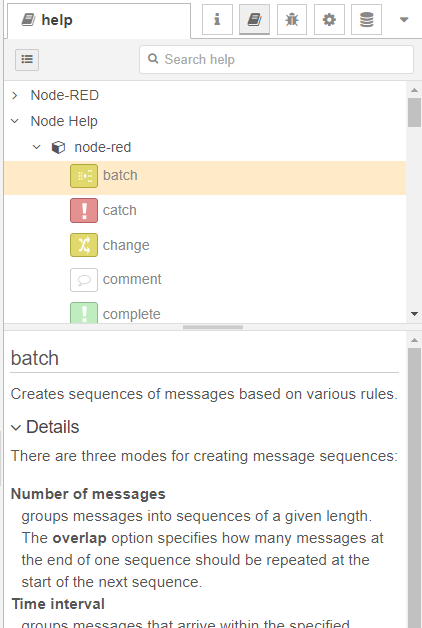 help
Search help
Node-RED
Node Help
node-red
batch
catch
change
comment
complete
batch
Creates sequences of messages based on various rules.
Details
There are three modes for creating message sequences:
Number of messages
groups messages into sequences of a given length.
The overlap option specifies how many messages at
the end of one sequence should be repeated at the
start of the next sequence.
Time interval
groups messages that arrive within the specified